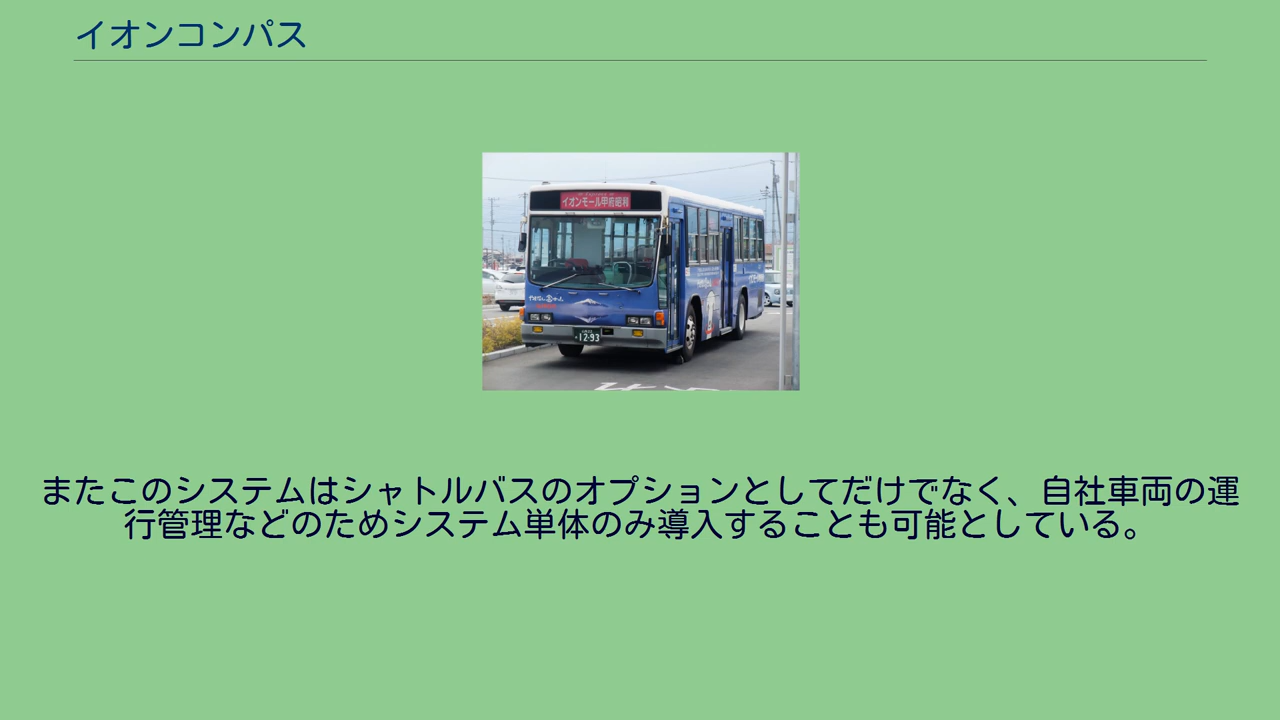 イオンコンパス
イオンモール甲府昭和
12-93
またこのシステムはシャトルバスのオプションとしてだけでなく、自社車両の運
行管理などのためシステム単体のみ導入することも可能としている。